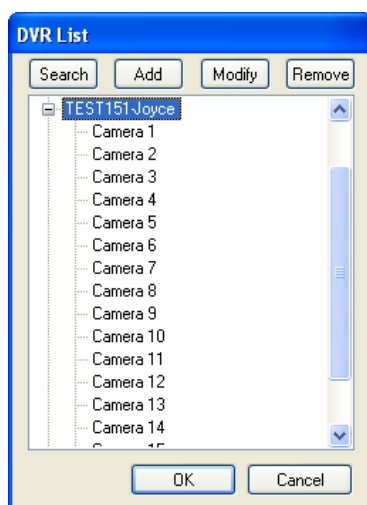 DVR List
Search Add Modify Remove
TEST151-Joyce
Camera 1
Camera 2
Camera 3
Camera 4
Camera 5
Camera 6
Camera 7
Camera 8
Camera 9
Camera 10
Camera 11
Camera 12
Camera 13
Camera 14
OK Cancel